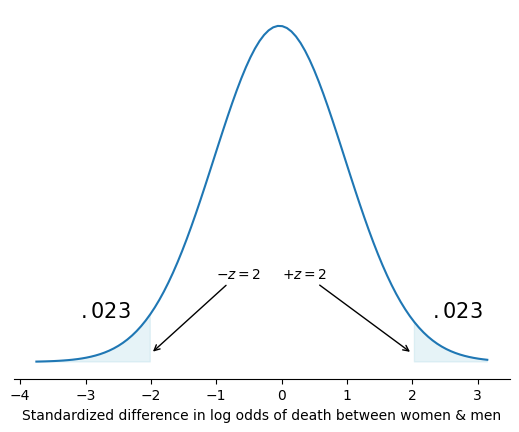 −z = 2 +z = 2
.023 .023
−4 −3 −2 −1 0 1 2 3
Standardized difference in log odds of death between women & men